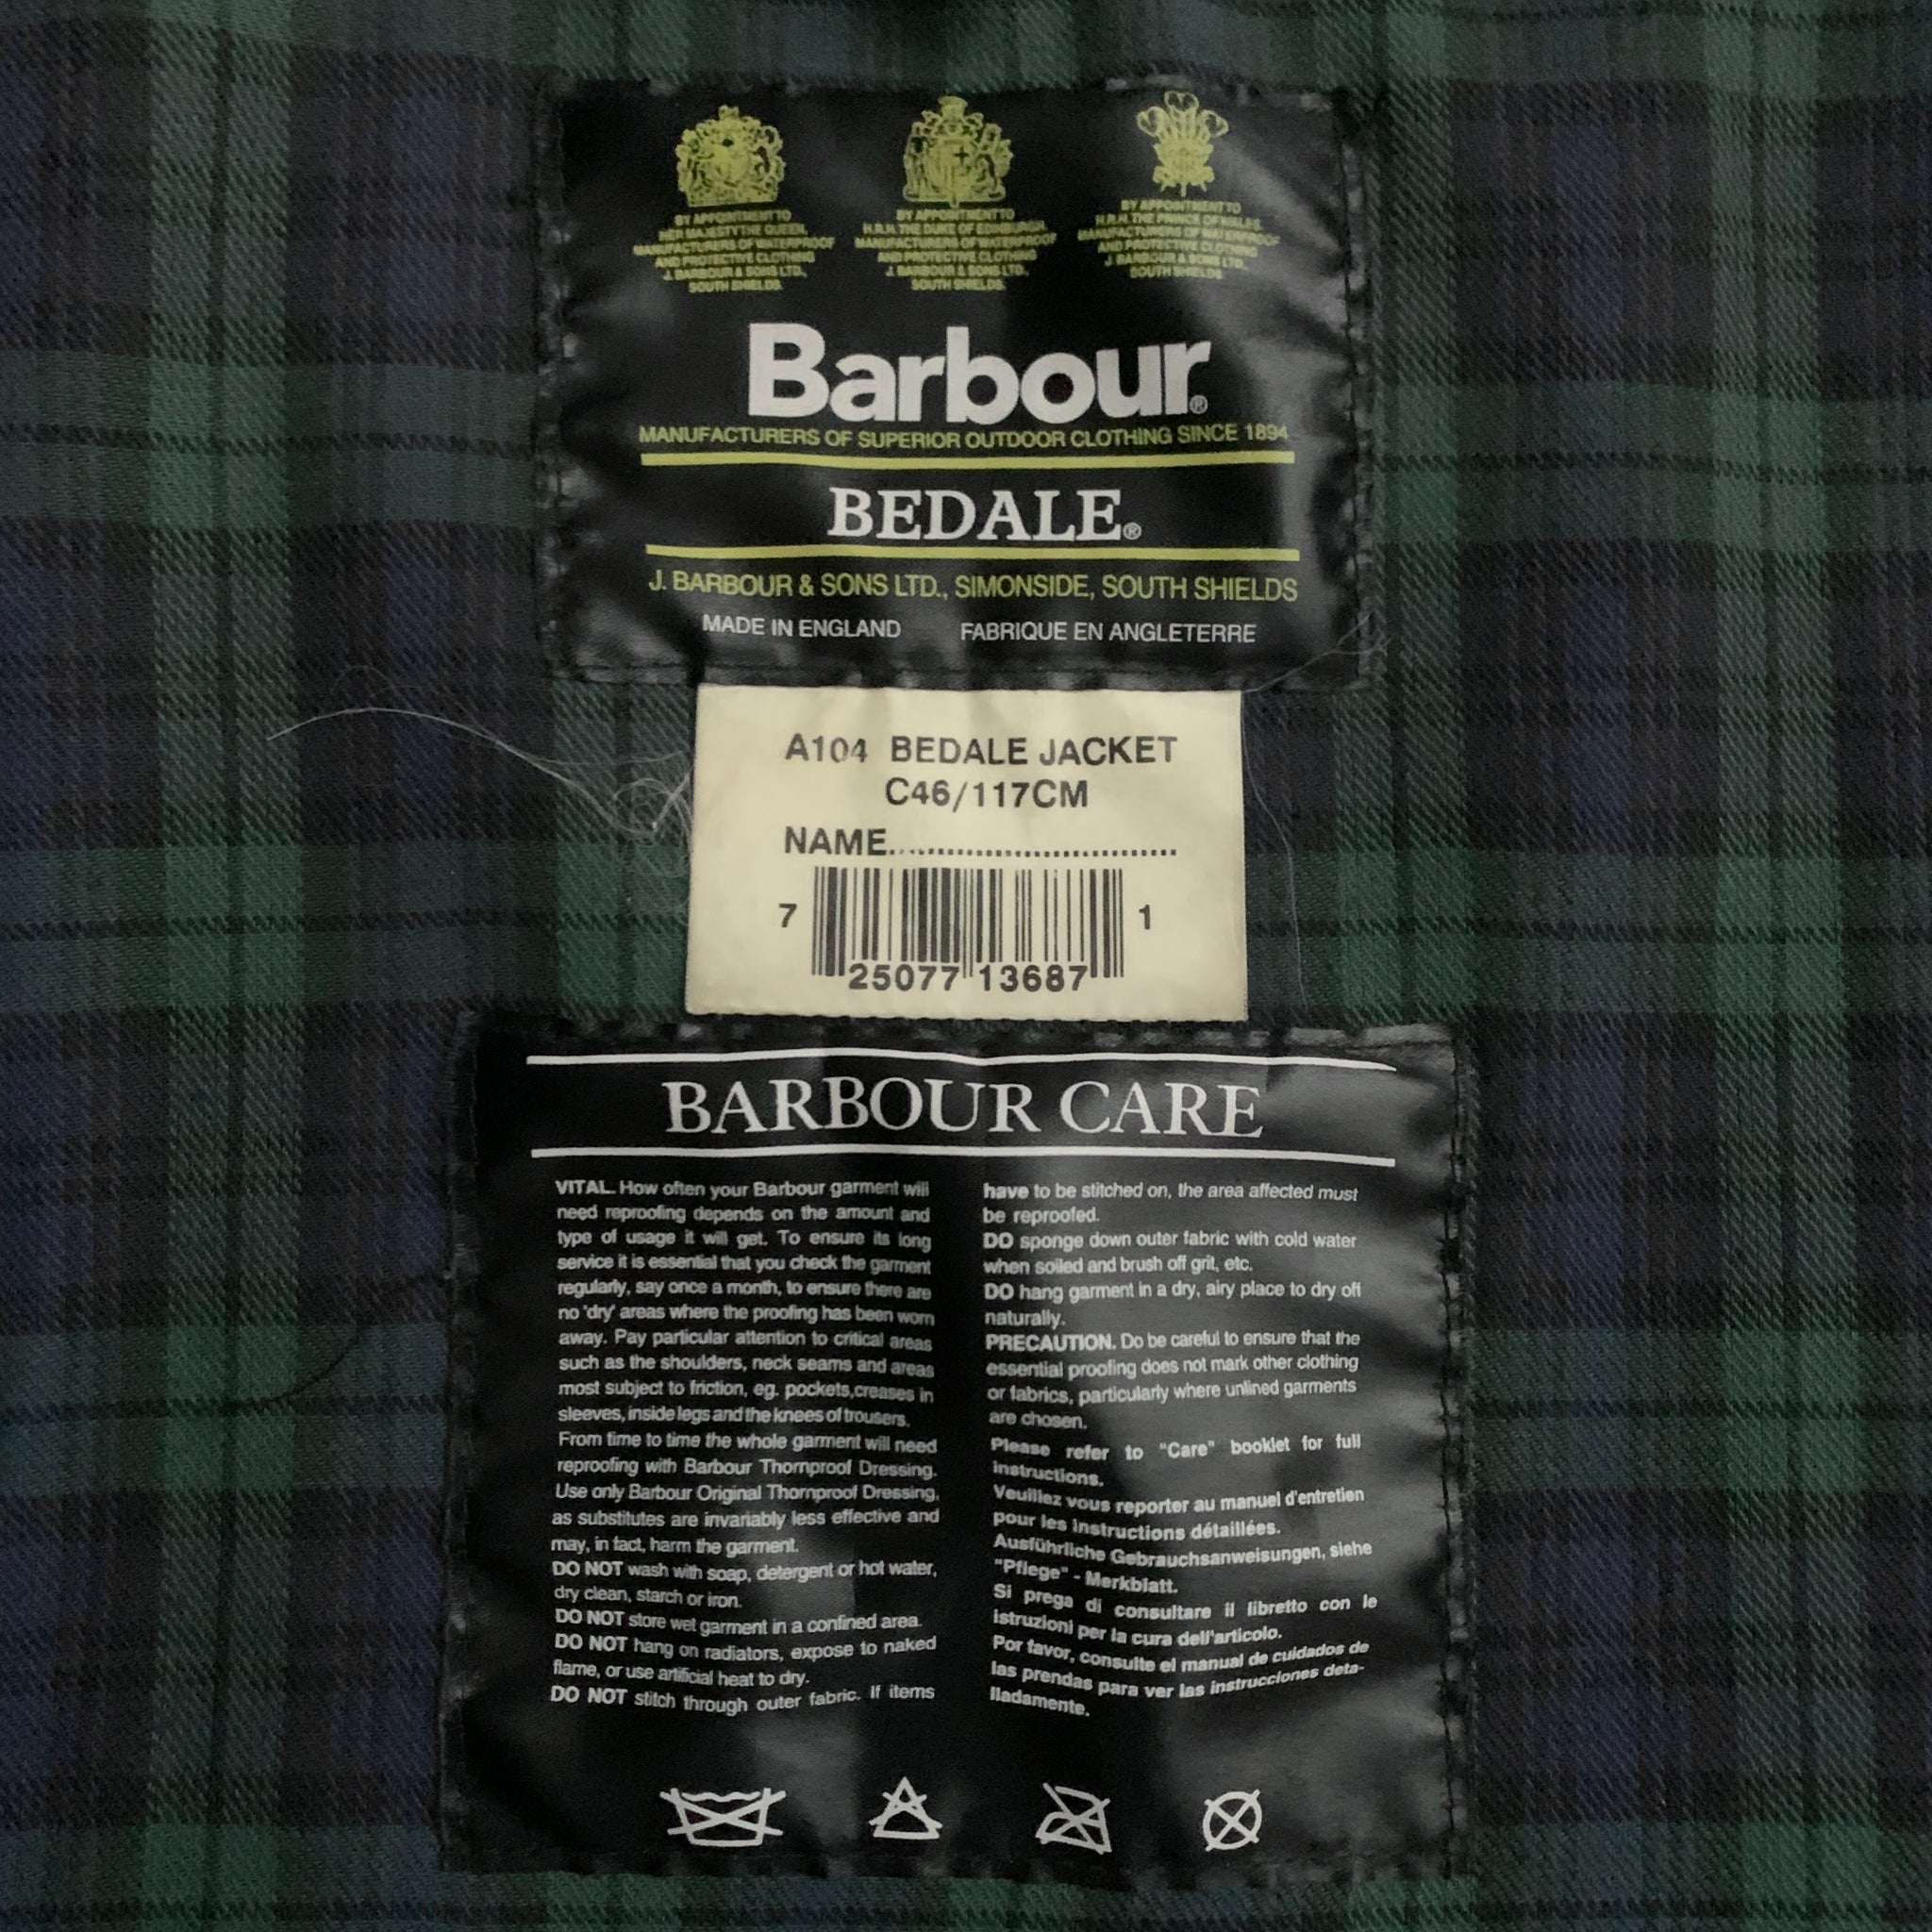 BY APPOINTMENT TO
HER MAJESTY THE QUEEN,
MANUFACTURERS OF WATERPROOF
AND PROTECTIVE CLOTHING
J. BARBOUR & SONS LTD.,
SOUTH SHIELDS.
BY APPOINTMENT TO
H.R.H. THE DUKE OF EDINBURGH,
MANUFACTURERS OF WATERPROOF
AND PROTECTIVE CLOTHING
J. BARBOUR & SONS LTD.,
SOUTH SHIELDS.
BY APPOINTMENT TO
H.R.H. THE PRINCE OF WALES,
MANUFACTURERS OF WATERPROOF
AND PROTECTIVE CLOTHING
J. BARBOUR & SONS LTD.,
SOUTH SHIELDS.
Barbour®
MANUFACTURERS OF SUPERIOR OUTDOOR CLOTHING SINCE 1894
BEDALE®
J. BARBOUR & SONS LTD., SIMONSIDE, SOUTH SHIELDS
MADE IN ENGLAND FABRIQUE EN ANGLETERRE
A104 BEDALE JACKET
C46/117CM
NAME................................
7 25077 13687 1
BARBOUR CARE
VITAL. How often your Barbour garment will
need reproofing depends on the amount and
type of usage it will get. To ensure its long
service it is essential that you check the garment
regularly, say once a month, to ensure there are
no 'dry' areas where the proofing has been worn
away. Pay particular attention to critical areas
such as the shoulders, neck seams and areas
most subject to friction, eg. pockets,creases in
sleeves, inside legs and the knees of trousers.
From time to time the whole garment will need
reproofing with Barbour Thornproof Dressing.
Use only Barbour Original Thornproof Dressing,
as substitutes are invariably less effective and
may, in fact, harm the garment.
DO NOT wash with soap, detergent or hot water,
dry clean, starch or iron.
DO NOT store wet garment in a confined area.
DO NOT hang on radiators, expose to naked
flame, or use artificial heat to dry.
DO NOT stitch through outer fabric. If items
have to be stitched on, the area affected must
be reproofed.
DO sponge down outer fabric with cold water
when soiled and brush off grit, etc.
DO hang garment in a dry, airy place to dry off
naturally.
PRECAUTION. Do be careful to ensure that the
essential proofing does not mark other clothing
or fabrics, particularly where unlined garments
are chosen.
Please refer to "Care" booklet for full
instructions.
Veuillez vous reporter au manuel d'entretien
pour les instructions détaillées.
Ausführliche Gebrauchsanweisungen, siehe
"Pflege" - Merkblatt.
Si prega di consultare il libretto con le
istruzioni per la cura dell'articolo.
Por favor, consulte el manual de cuidados de
las prendas para ver las instrucciones deta-
lladamente.